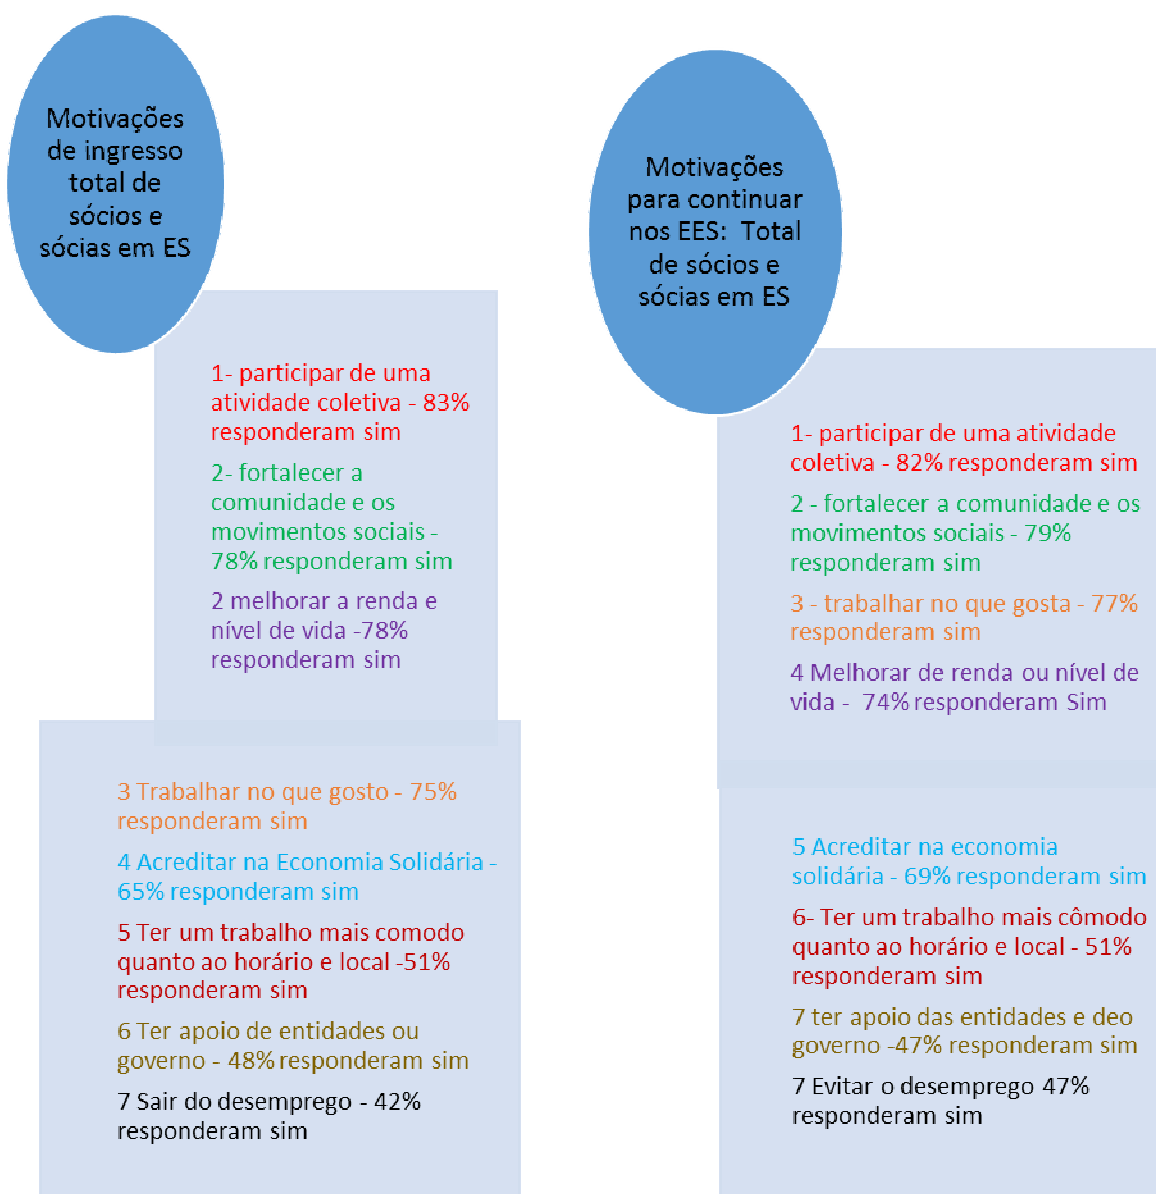 Motivações
de ingresso
total de
sócios e
sócias em ES
1- participar de uma
atividade coletiva - 83%
responderam sim
2- fortalecer a
comunidade e os
movimentos sociais -
78% responderam sim
2 melhorar a renda e
nível de vida -78%
responderam sim
3 Trabalhar no que gosto - 75%
responderam sim
4 Acreditar na Economia Solidária -
65% responderam sim
5 Ter um trabalho mais comodo
quanto ao horário e local -51%
responderam sim
6 Ter apoio de entidades ou
governo - 48% responderam sim
7 Sair do desemprego - 42%
responderam sim
Motivações
para continuar
nos EES:  Total
de sócios e
sócias em ES
1- participar de uma atividade
coletiva - 82% responderam sim
2 - fortalecer a comunidade e os
movimentos sociais - 79%
responderam sim
3 - trabalhar no que gosta - 77%
responderam sim
4 Melhorar de renda ou nível de
vida -  74% responderam Sim
5 Acreditar na economia
solidária - 69% responderam sim
6- Ter um trabalho mais cômodo
quanto ao horário e local - 51%
responderam sim
7 ter apoio das entidades e deo
governo -47% responderam sim
7 Evitar o desemprego 47%
responderam sim